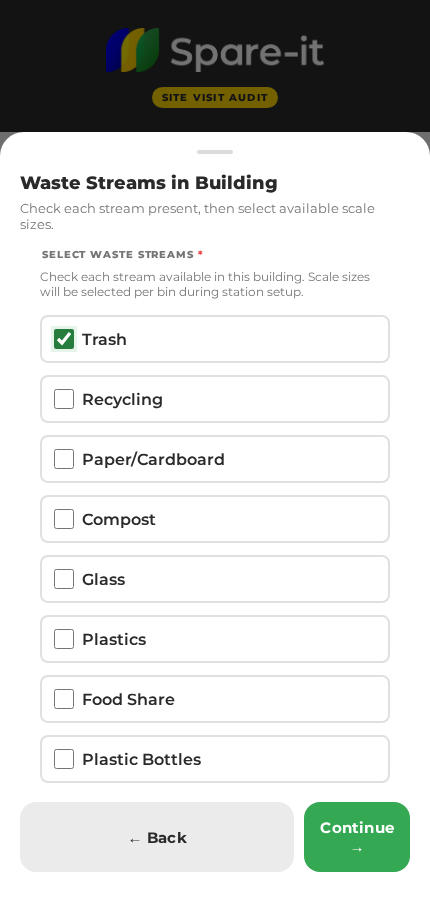 Spare-it
SITE VISIT AUDIT
Waste Streams in Building
Check each stream present, then select available scale
sizes.
SELECT WASTE STREAMS *
Check each stream available in this building. Scale sizes
will be selected per bin during station setup.
Trash
Recycling
Paper/Cardboard
Compost
Glass
Plastics
Food Share
Plastic Bottles
← Back
Continue
→